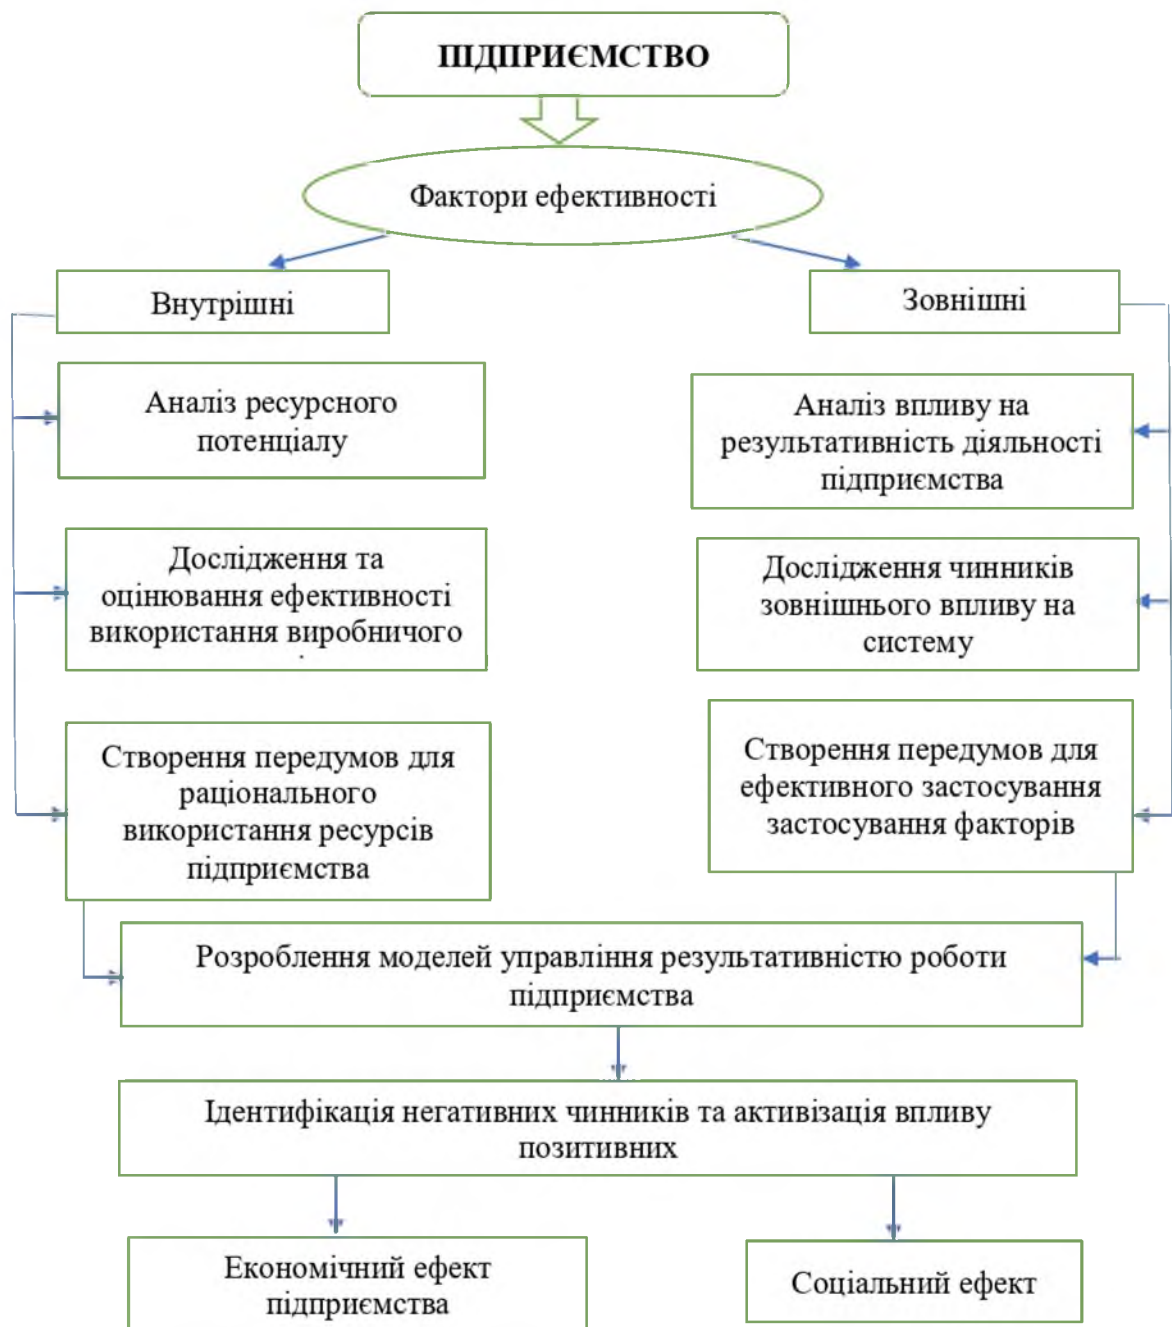 ПІДПРИЄМСТВО
Фактори ефективності
Внутрішні
Зовнішні
Аналіз ресурсного
потенціалу
Аналіз впливу на
результативність діяльності
підприємства
Дослідження та
оцінювання ефективності
використання виробничого
Дослідження чинників
зовнішнього впливу на
систему
Створення передумов для
раціонального
використання ресурсів
підприємства
Створення передумов для
ефективного застосування
застосування факторів
Розроблення моделей управління результативністю роботи
підприємства
Ідентифікація негативних чинників та активізація впливу
позитивних
Економічний ефект
підприємства
Соціальний ефект